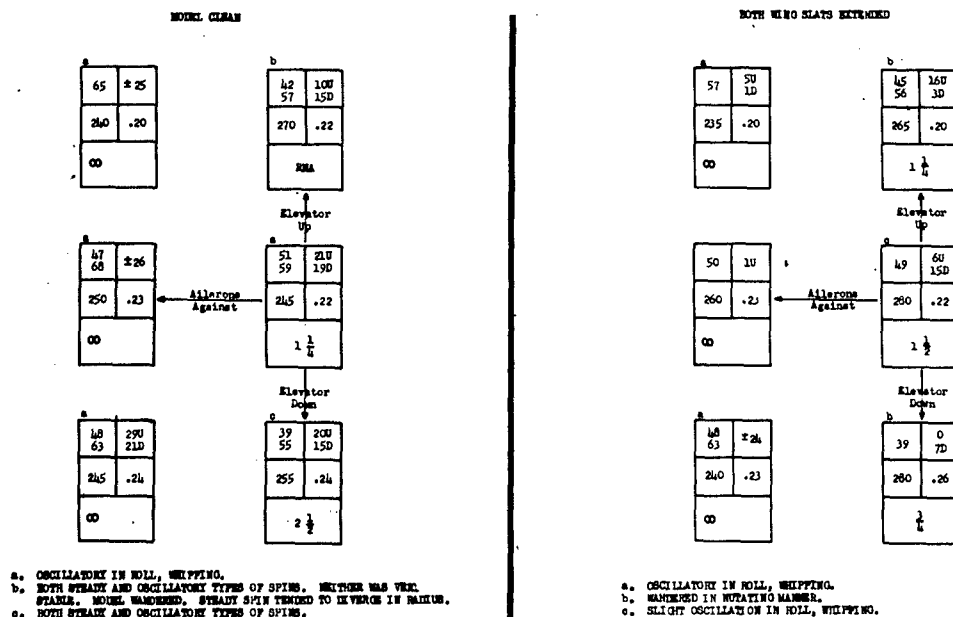 MODEL CLEAN
BOTH WING SLATS EXTENDED
a
65 ±25
240 .20
∞
b
42 10U
57 15D
270 .22
RNA
Elevator
Up
a
47 ±26
68
250 .23
∞
Ailerons
Against
a
51 21U
59 19D
245 .22
1 1/4
Elevator
Down
a
48 29U
63 21D
245 .24
∞
c
39 20U
55 15D
255 .24
2 1/2
a. OSCILLATORY IN ROLL, WHIPPING.
b. BOTH STEADY AND OSCILLATORY TYPES OF SPINS. NEITHER WAS VERY
STABLE. MODEL WANDERED. STEADY SPIN TENDED TO DIVERGE IN RADIUS.
c. BOTH STEADY AND OSCILLATORY TYPES OF SPINS.
a
57 5U
1D
235 .20
∞
b
45 16U
56 3D
265 .20
1 1/4
Elevator
Up
50 1U
260 .23
∞
Ailerons
Against
c
49 6U
15D
280 .22
1 1/2
Elevator
Down
a
48 ±24
63
240 .23
∞
b
39 0
7D
280 .26
a. OSCILLATORY IN ROLL, WHIPPING.
b. WANDERED IN NUTATING MANNER.
c. SLIGHT OSCILLATION IN ROLL, WHIPPING.